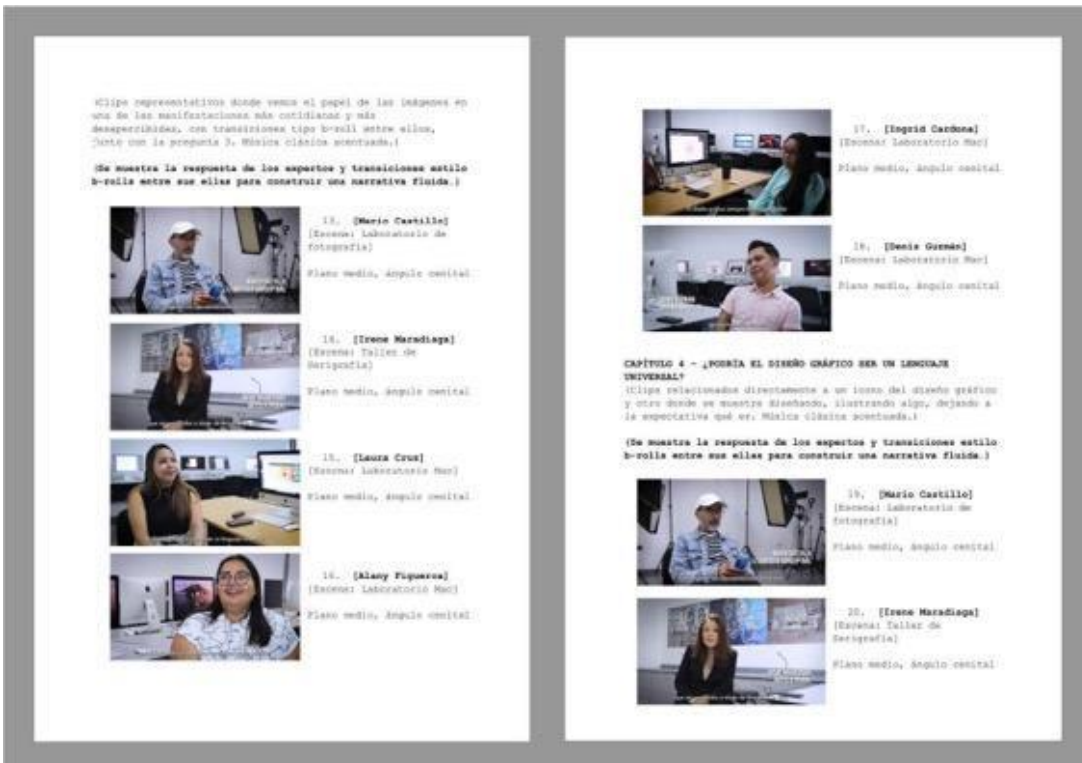 (Clips representativos donde vemos el papel de las imágenes en
una de las manifestaciones más cotidianas y más
desapercibidas, con transiciones tipo b-roll entre ellos,
junto con la pregunta 3. Música clásica acentuada.)
(Se muestra la respuesta de los expertos y transiciones estilo
b-rolls entre sus ellas para construir una narrativa fluida.)
13. [Mario Castillo]
[Escena: Laboratorio de
fotografía]
Plano medio, ángulo cenital
14. [Irene Maradiaga]
[Escena: Taller de
Serigrafía]
Plano medio, ángulo cenital
15. [Laura Cruz]
[Escena: Laboratorio Mac]
Plano medio, ángulo cenital
16. [Alany Figueroa]
[Escena: Laboratorio Mac]
Plano medio, ángulo cenital
17. [Ingrid Cardona]
[Escena: Laboratorio Mac]
Plano medio, ángulo cenital
18. [Denis Guzmán]
[Escena: Laboratorio Mac]
Plano medio, ángulo cenital
CAPÍTULO 4 - ¿PODRÍA EL DISEÑO GRÁFICO SER UN LENGUAJE
UNIVERSAL?
(Clips relacionados directamente a un icono del diseño gráfico
y otro donde se muestra diseñando, ilustrando algo, dejando a
la expectativa qué es. Música clásica acentuada.)
(Se muestra la respuesta de los expertos y transiciones estilo
b-rolls entre sus ellas para construir una narrativa fluida.)
19. [Mario Castillo]
[Escena: Laboratorio de
fotografía]
Plano medio, ángulo cenital
20. [Irene Maradiaga]
[Escena: Taller de
Serigrafía]
Plano medio, ángulo cenital